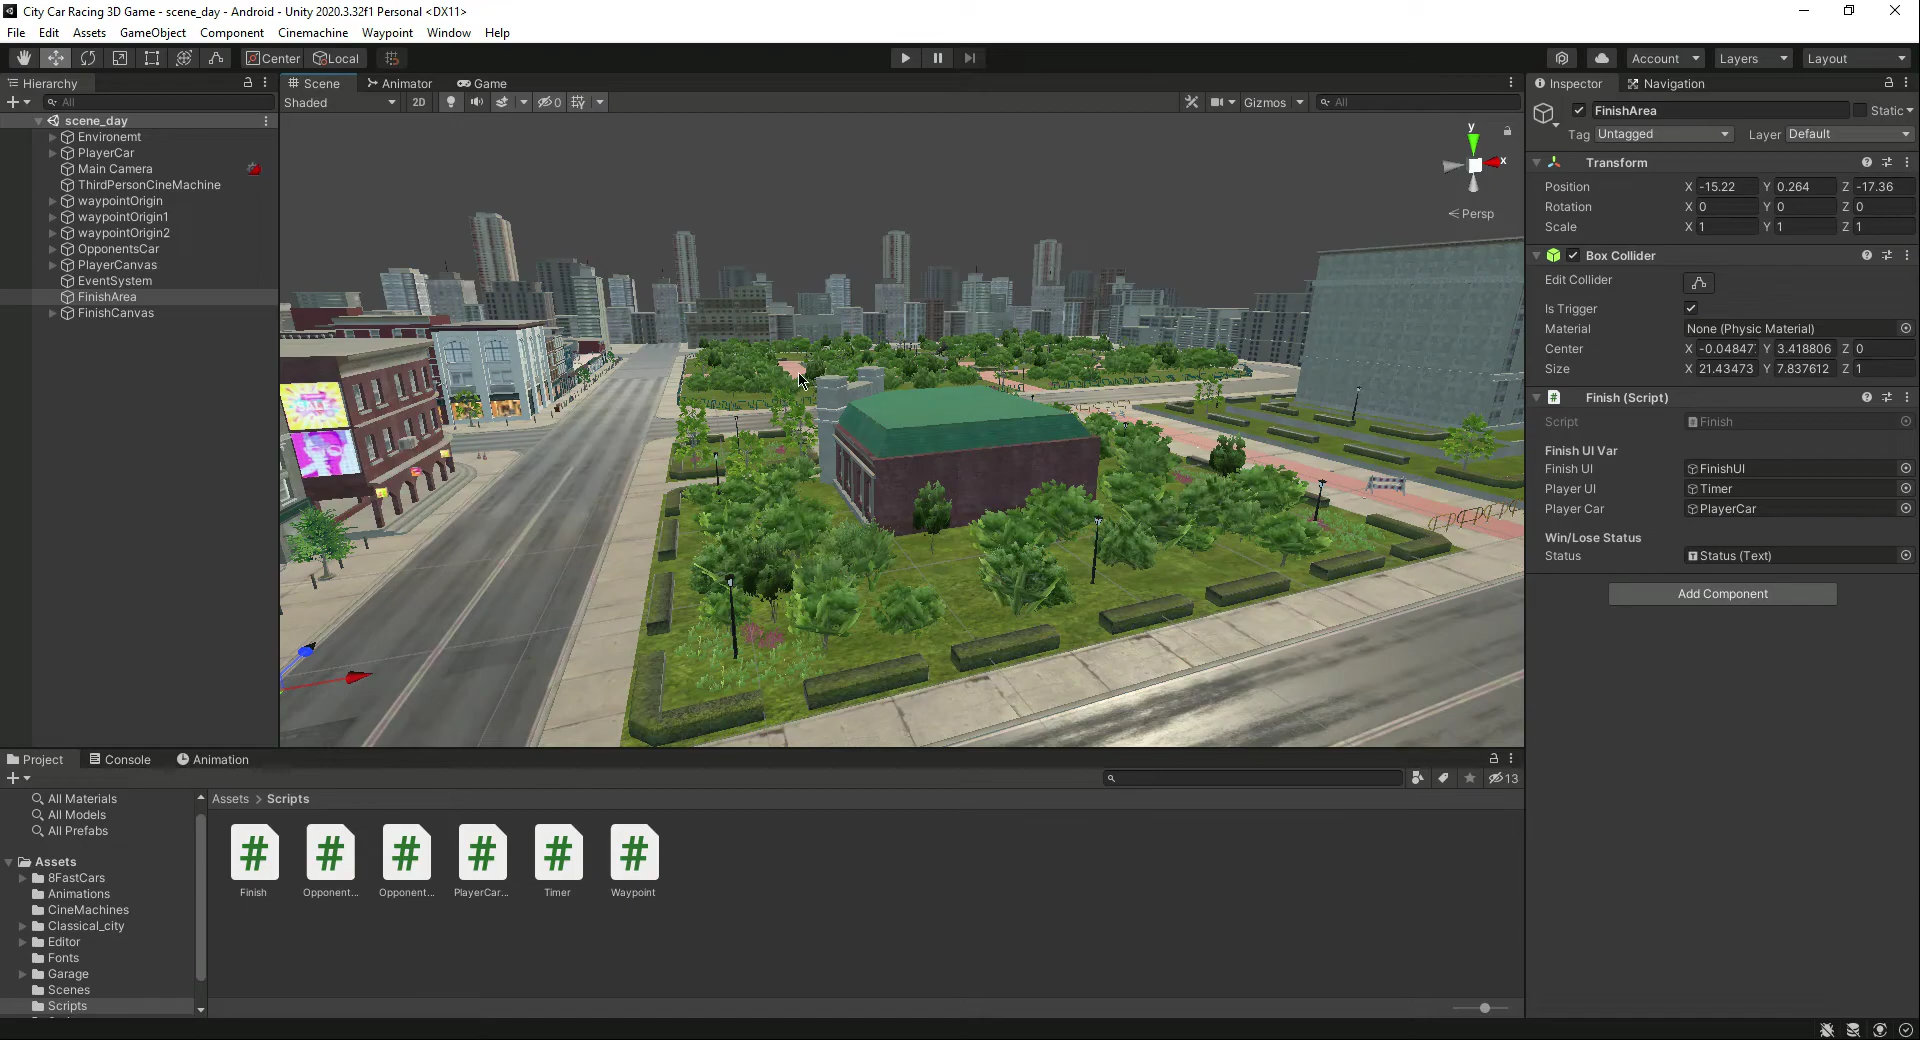 City Car Racing 3D Game - scene_day - Android - Unity 2020.3.32f1 Personal <DX11>
File Edit Assets GameObject Component Cinemachine Waypoint Window Help
Center Local Account Layers Layout
Hierarchy
All
scene_day
Environemt
PlayerCar
Main Camera
ThirdPersonCineMachine
waypointOrigin
waypointOrigin1
waypointOrigin2
OpponentsCar
PlayerCanvas
EventSystem
FinishArea
FinishCanvas
Scene Animator Game
Shaded 2D 0 Gizmos All
y
x
Persp
SALE
Inspector Navigation
FinishArea Static
Tag Untagged Layer Default
Transform
Position X -15.22 Y 0.264 Z -17.36
Rotation X 0 Y 0 Z 0
Scale X 1 Y 1 Z 1
Box Collider
Edit Collider
Is Trigger
Material None (Physic Material)
Center X -0.04847 Y 3.418806 Z 0
Size X 21.43473 Y 7.837612 Z 1
Finish (Script)
Script Finish
Finish UI Var
Finish UI FinishUI
Player UI Timer
Player Car PlayerCar
Win/Lose Status
Status Status (Text)
Add Component
Project Console Animation
13
All Materials
All Models
All Prefabs
Assets
8FastCars
Animations
CineMachines
Classical_city
Editor
Fonts
Garage
Scenes
Scripts
Assets > Scripts
Finish Opponent... Opponent... PlayerCar... Timer Waypoint